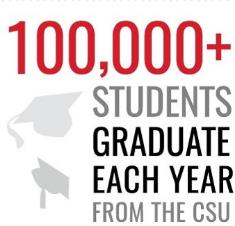 100,000+
STUDENTS
GRADUATE
EACH YEAR
FROM THE CSU